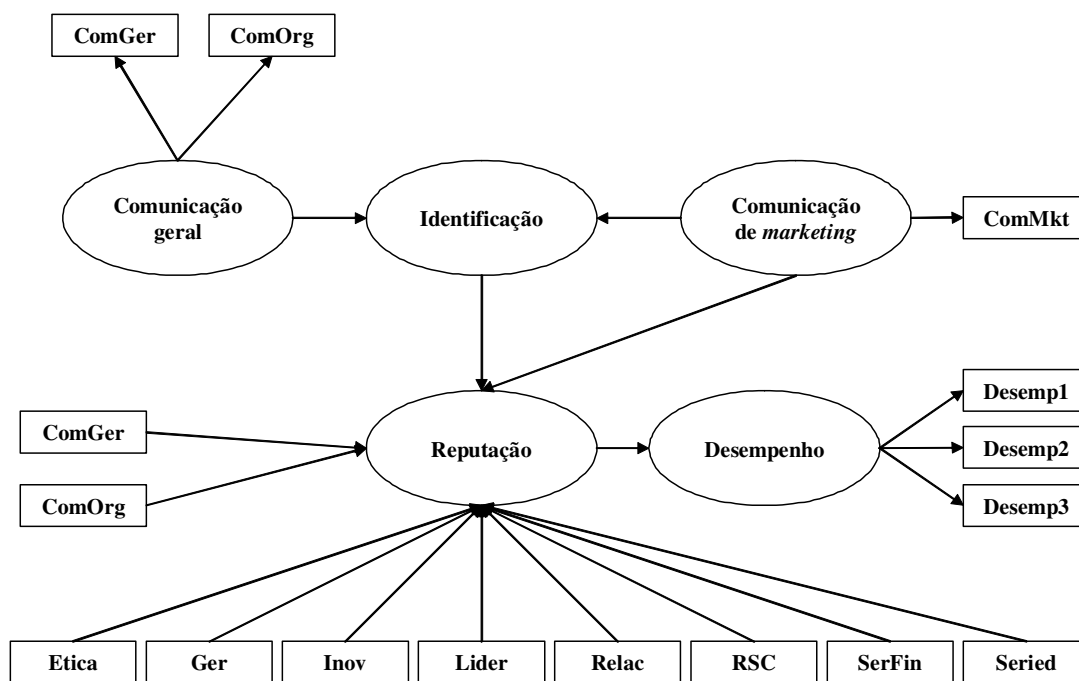 ComGer
ComOrg
Comunicação
geral
Identificação
Comunicação
de marketing
ComMkt
ComGer
ComOrg
Reputação
Desempenho
Desemp1
Desemp2
Desemp3
Etica
Ger
Inov
Lider
Relac
RSC
SerFin
Seried